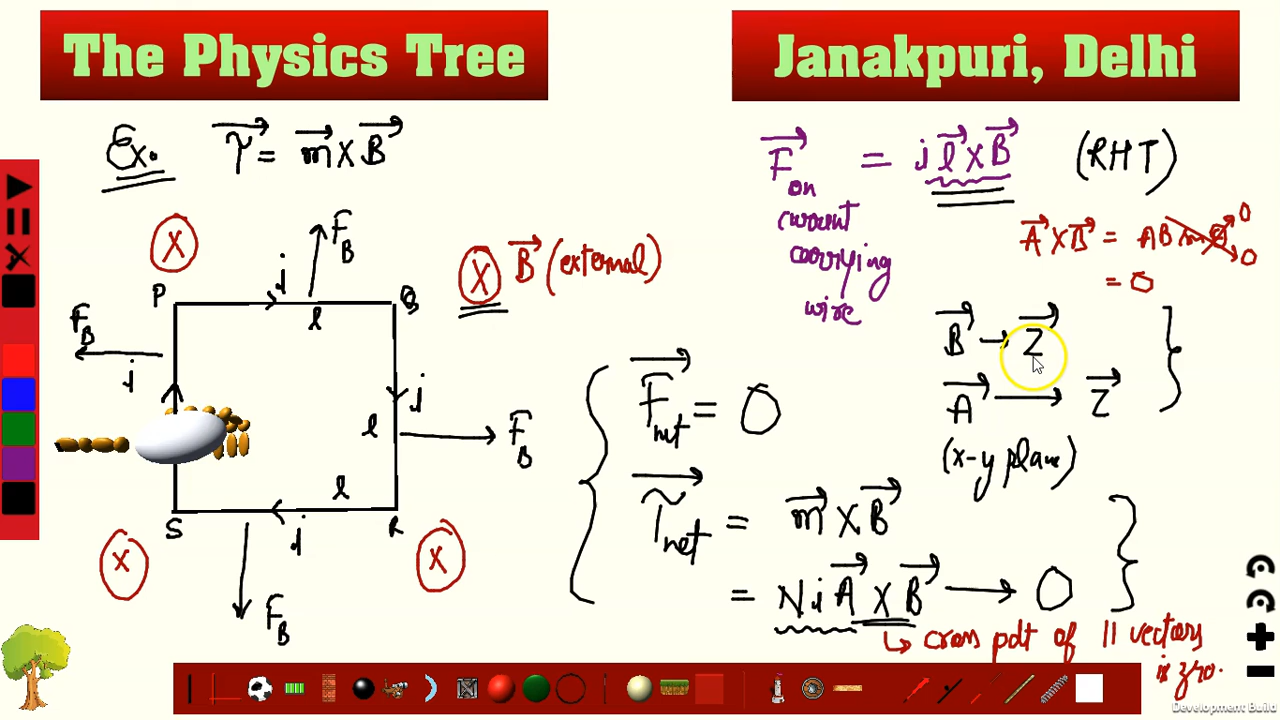 The Physics Tree
Janakpuri, Delhi
Ex. τ = m X B
F on current carrying wire = i l X B (RHT)
A X B = AB sin θ 0 0
= 0
X
F_B
i
P l Q
X B (external)
F_B
i
i
l F_B
S l R
i
X X
F_B
B → Z
A → Z
(x-y plane)
F_net = 0
τ_net = m X B
= N i A X B → 0
↳ cross pdt of || vectors
is zero.
Development Build